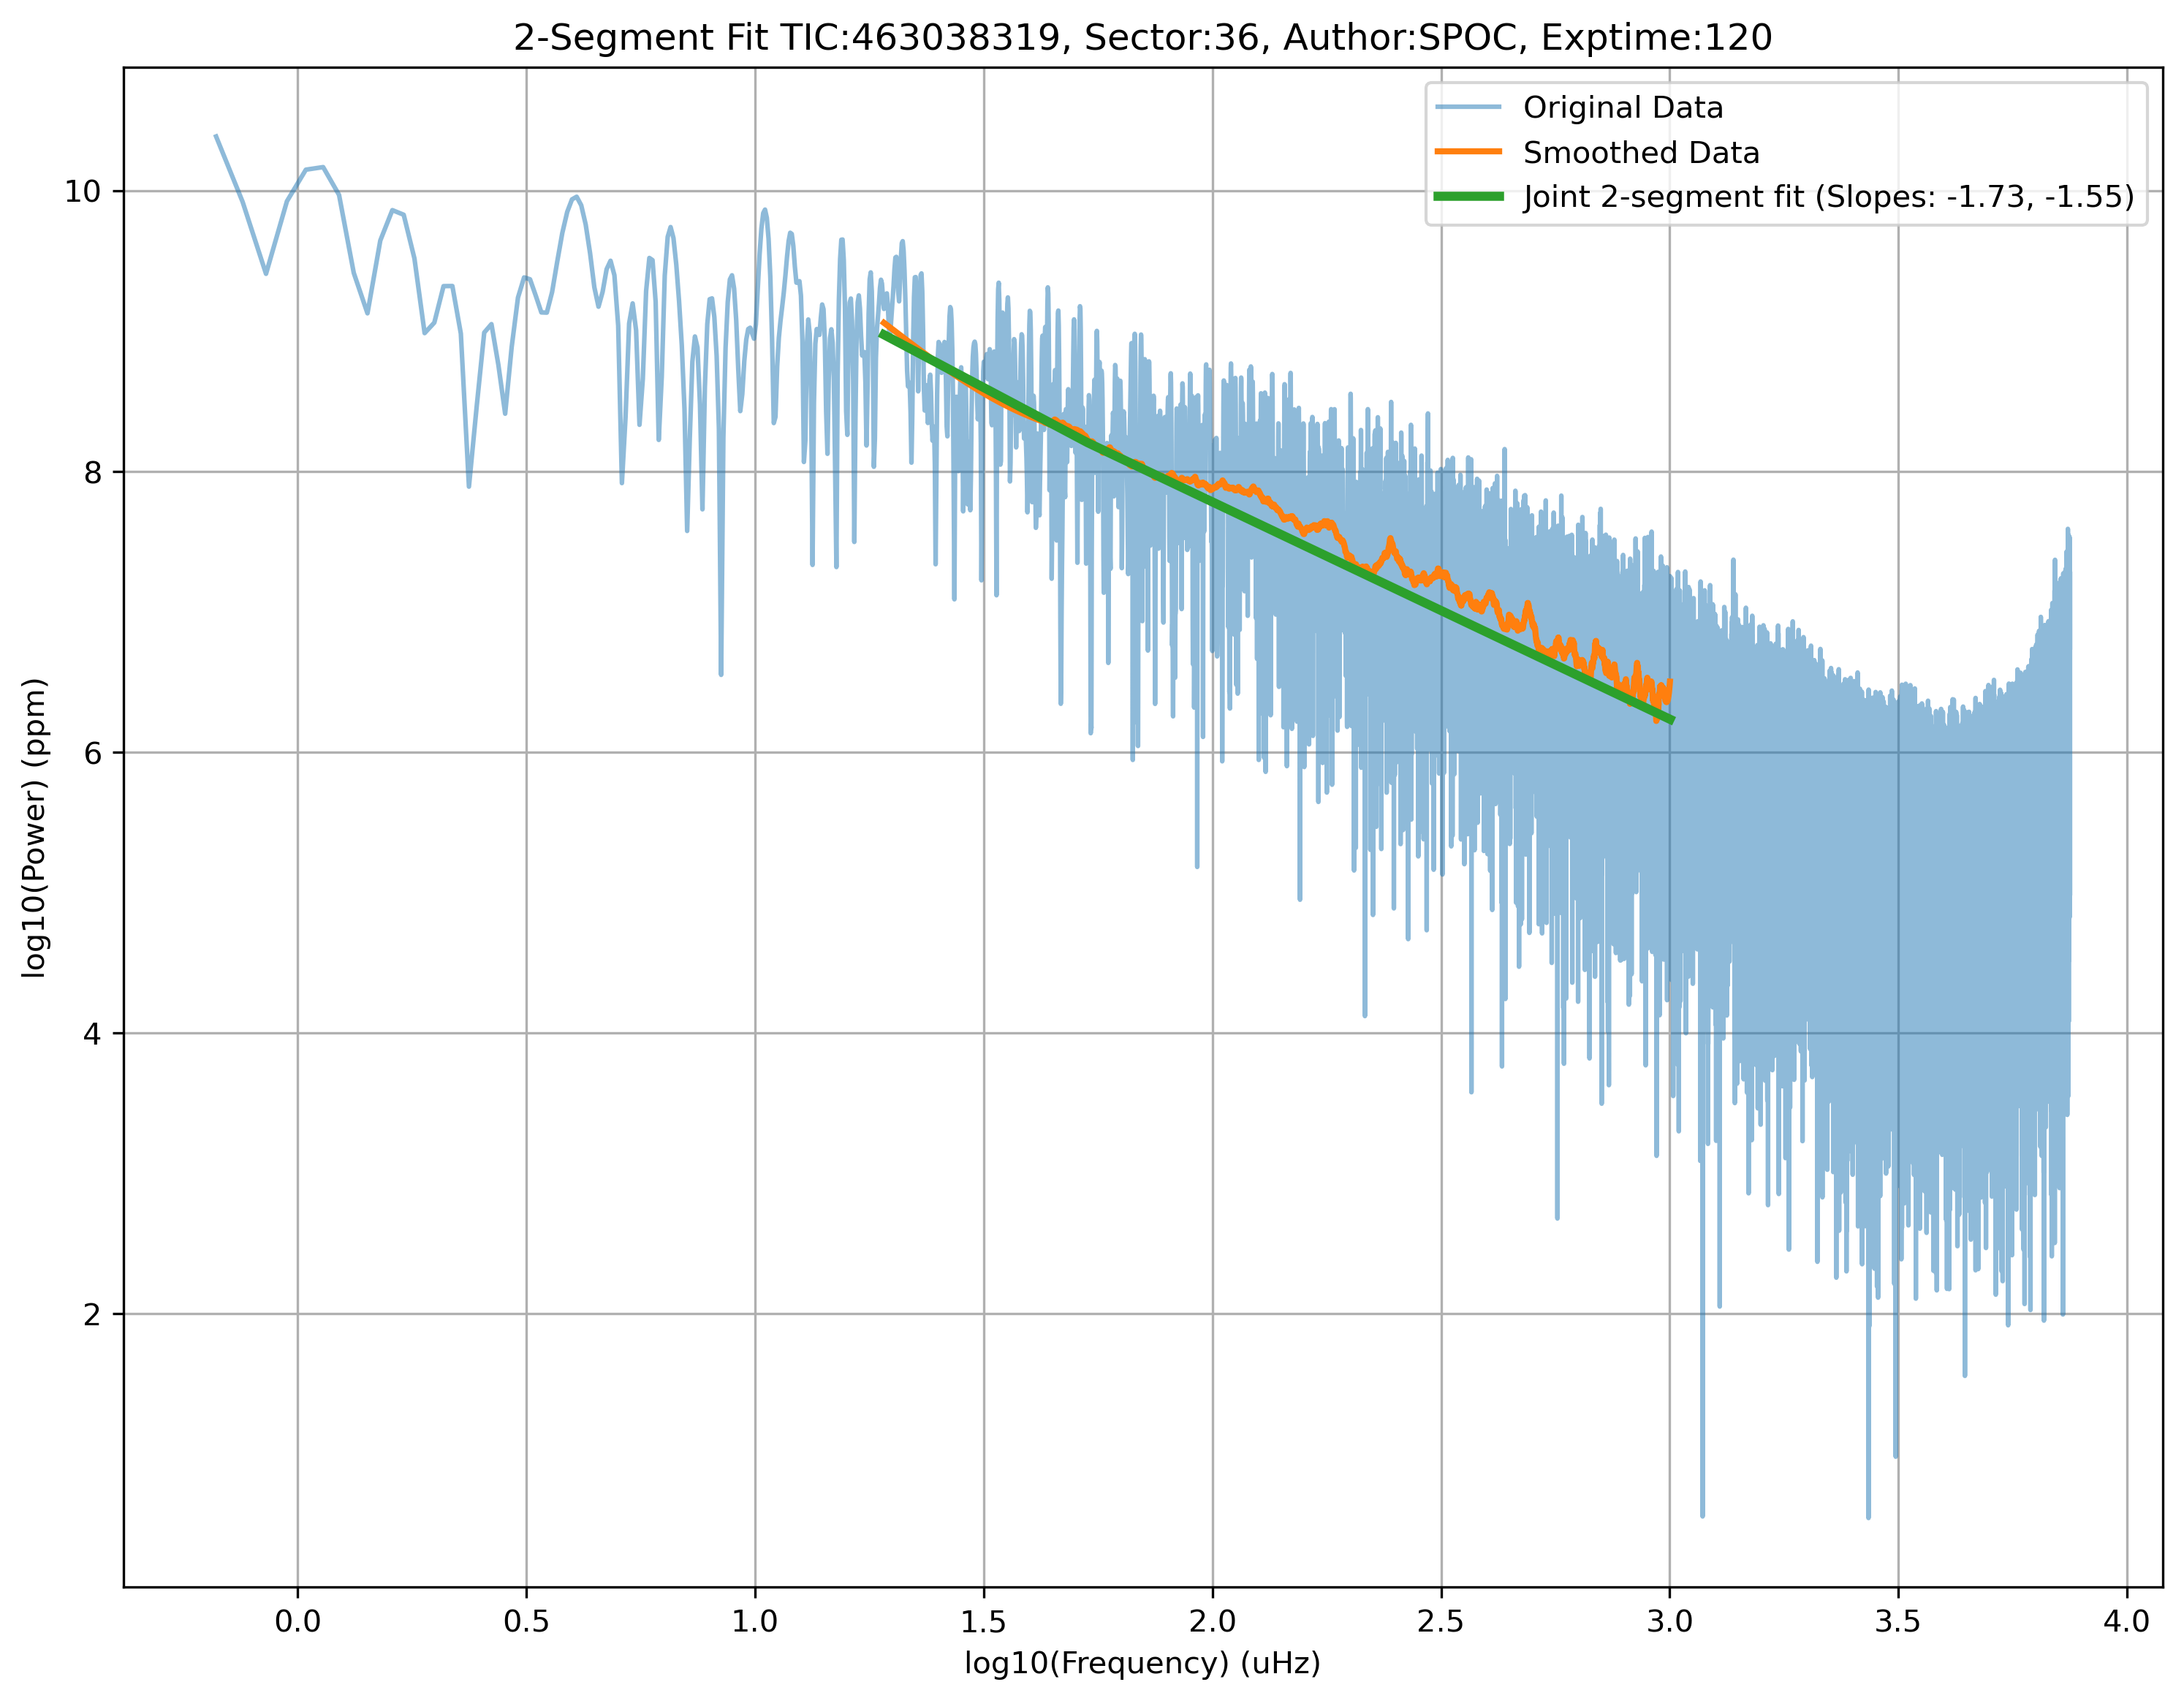 2-Segment Fit TIC:463038319, Sector:36, Author:SPOC, Exptime:120
Original Data
Smoothed Data
Joint 2-segment fit (Slopes: -1.73, -1.55)
log10(Power) (ppm)
10
8
6
4
2
0.0 0.5 1.0 1.5 2.0 2.5 3.0 3.5 4.0
log10(Frequency) (uHz)